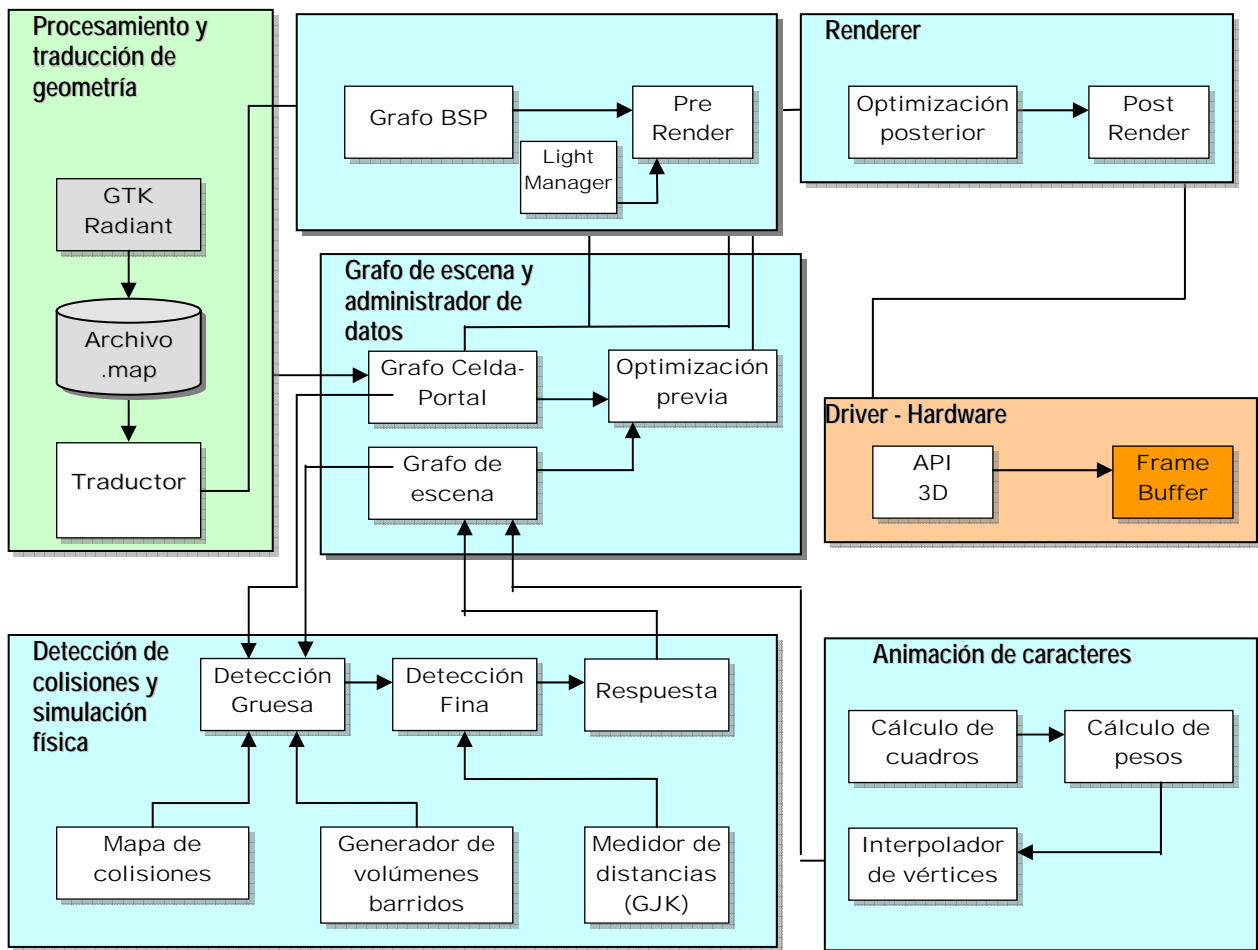 Procesamiento y
traducción de
geometría
GTK
Radiant
Archivo
.map
Traductor
Grafo BSP
Pre
Render
Light
Manager
Renderer
Optimización
posterior
Post
Render
Grafo de escena y
administrador de
datos
Grafo Celda-
Portal
Optimización
previa
Grafo de
escena
Driver - Hardware
API
3D
Frame
Buffer
Detección de
colisiones y
simulación
física
Detección
Gruesa
Detección
Fina
Respuesta
Mapa de
colisiones
Generador de
volúmenes
barridos
Medidor de
distancias
(GJK)
Animación de caracteres
Cálculo de
cuadros
Cálculo de
pesos
Interpolador
de vértices